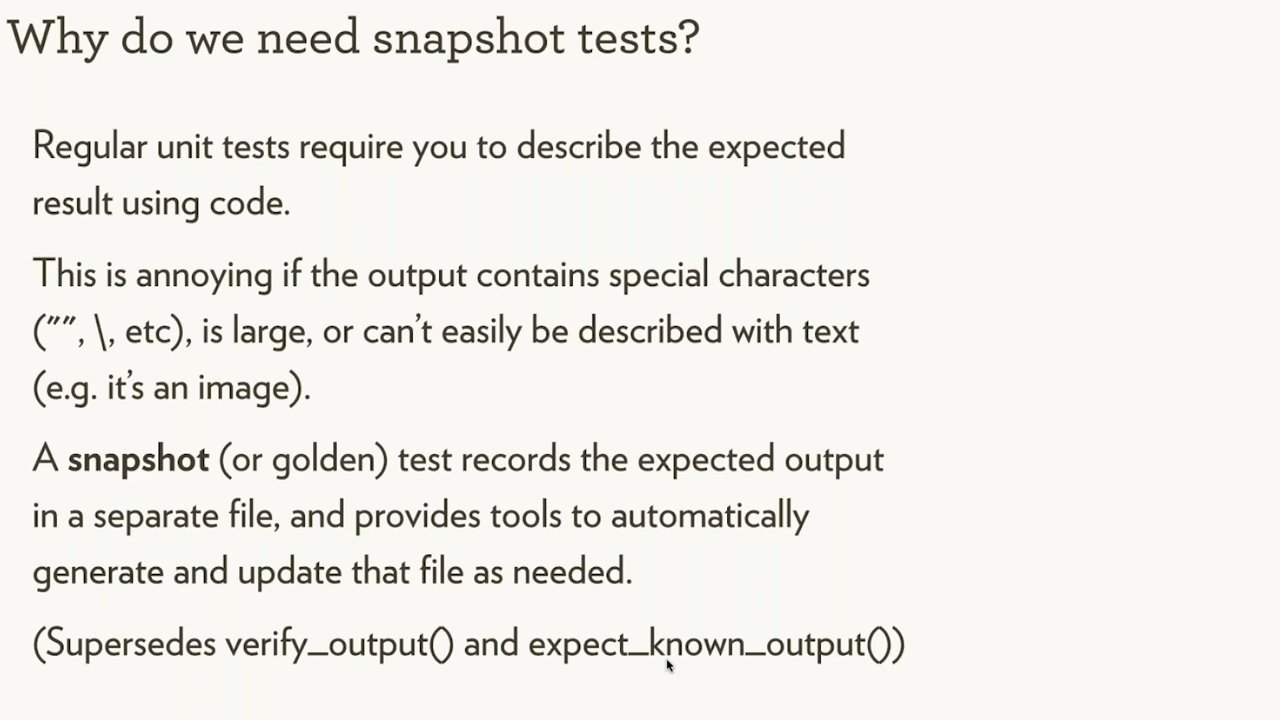 Why do we need snapshot tests?
Regular unit tests require you to describe the expected
result using code.
This is annoying if the output contains special characters
("", \, etc), is large, or can't easily be described with text
(e.g. it's an image).
A snapshot (or golden) test records the expected output
in a separate file, and provides tools to automatically
generate and update that file as needed.
(Supersedes verify_output() and expect_known_output())